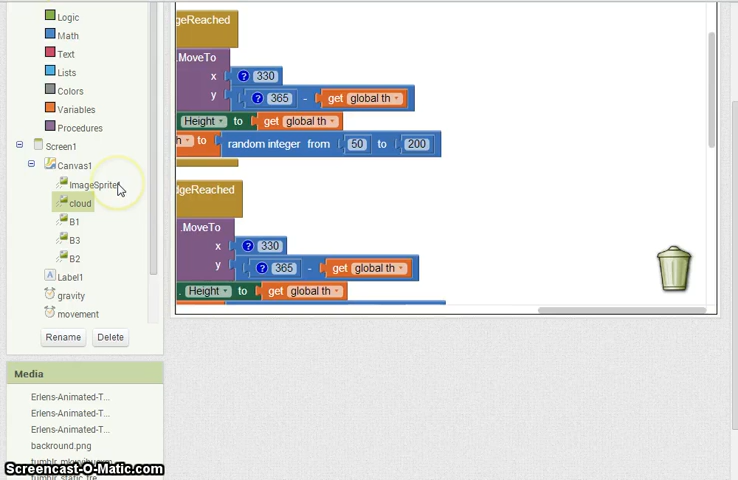 Logic
Math
Text
Lists
Colors
Variables
Procedures
Screen1
Canvas1
ImageSprite
cloud
B1
B3
B2
Label1
gravity
movement
Rename Delete
Media
Erlens-Animated-T...
Erlens-Animated-T...
Erlens-Animated-T...
backround.png
Screencast-O-Matic.com
geReached
.MoveTo
x ? 330
y ? 365 - get global th
Height to get global th
to random integer from 50 to 200
dgeReached
.MoveTo
x ? 330
y ? 365 - get global th
. Height to get global th